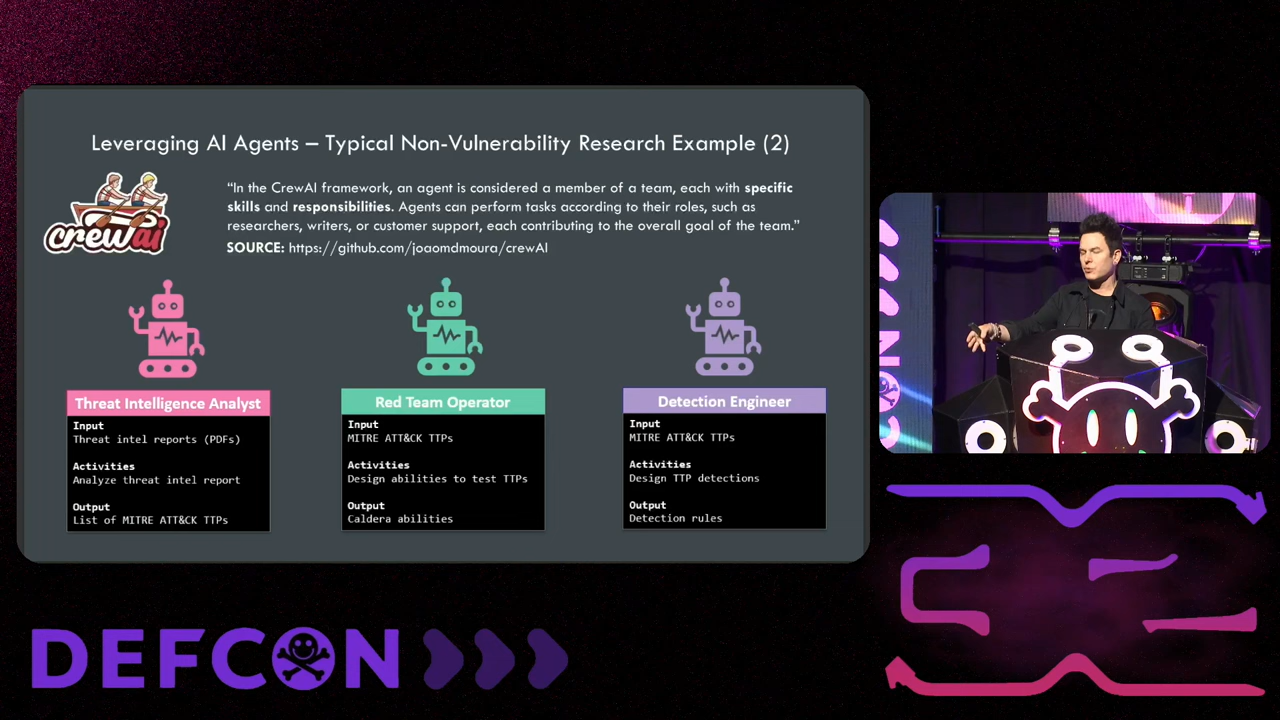 Leveraging AI Agents – Typical Non-Vulnerability Research Example (2)
crewai
“In the CrewAI framework, an agent is considered a member of a team, each with specific
skills and responsibilities. Agents can perform tasks according to their roles, such as
researchers, writers, or customer support, each contributing to the overall goal of the team.”
SOURCE: https://github.com/joaomdmoura/crewAI
Threat Intelligence Analyst
Input
Threat intel reports (PDFs)
Activities
Analyze threat intel report
Output
List of MITRE ATT&CK TTPs
Red Team Operator
Input
MITRE ATT&CK TTPs
Activities
Design abilities to test TTPs
Output
Caldera abilities
Detection Engineer
Input
MITRE ATT&CK TTPs
Activities
Design TTP detections
Output
Detection rules
DEFCON